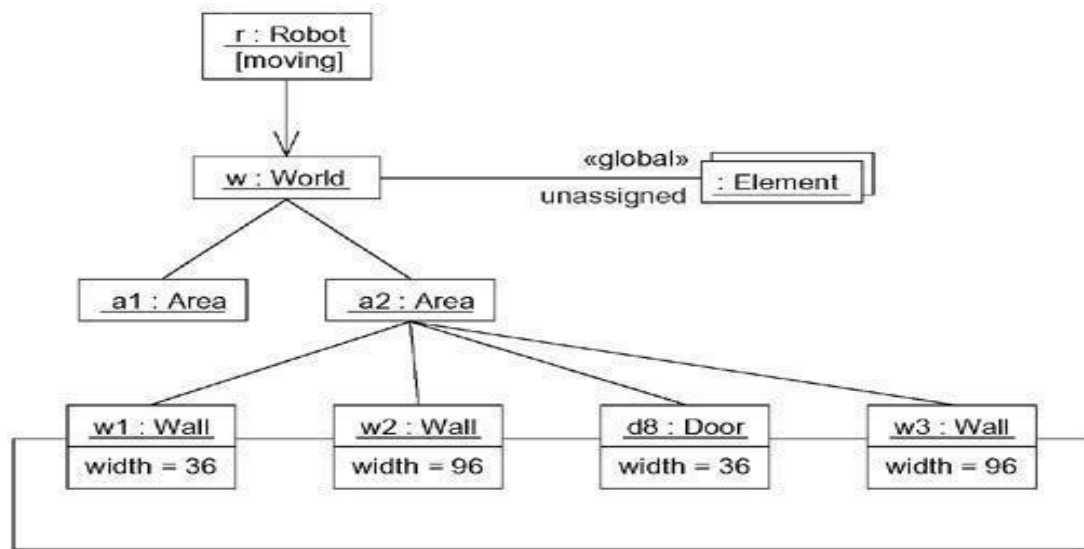 r : Robot
[moving]
w : World
«global»
unassigned
: Element
a1 : Area
a2 : Area
w1 : Wall
width = 36
w2 : Wall
width = 96
d8 : Door
width = 36
w3 : Wall
width = 96